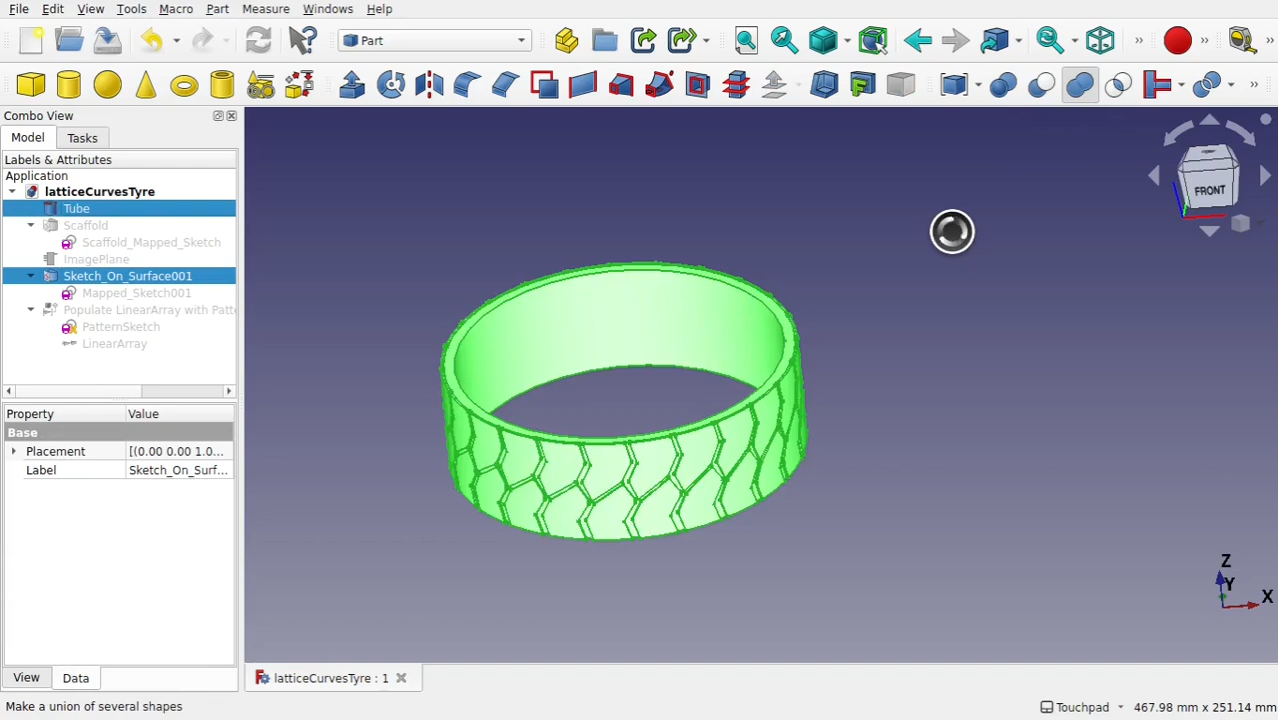 File Edit View Tools Macro Part Measure Windows Help
Part
Combo View
Model Tasks
Labels & Attributes
Application
latticeCurvesTyre
Tube
Scaffold
Scaffold_Mapped_Sketch
ImagePlane
Sketch_On_Surface001
Mapped_Sketch001
Populate LinearArray with Patt
PatternSketch
LinearArray
Property Value
Base
Placement [(0.00 0.00 1.0...
Label Sketch_On_Surf...
View Data
FRONT
Z
Y
X
latticeCurvesTyre : 1
Make a union of several shapes
Touchpad 467.98 mm x 251.14 mm